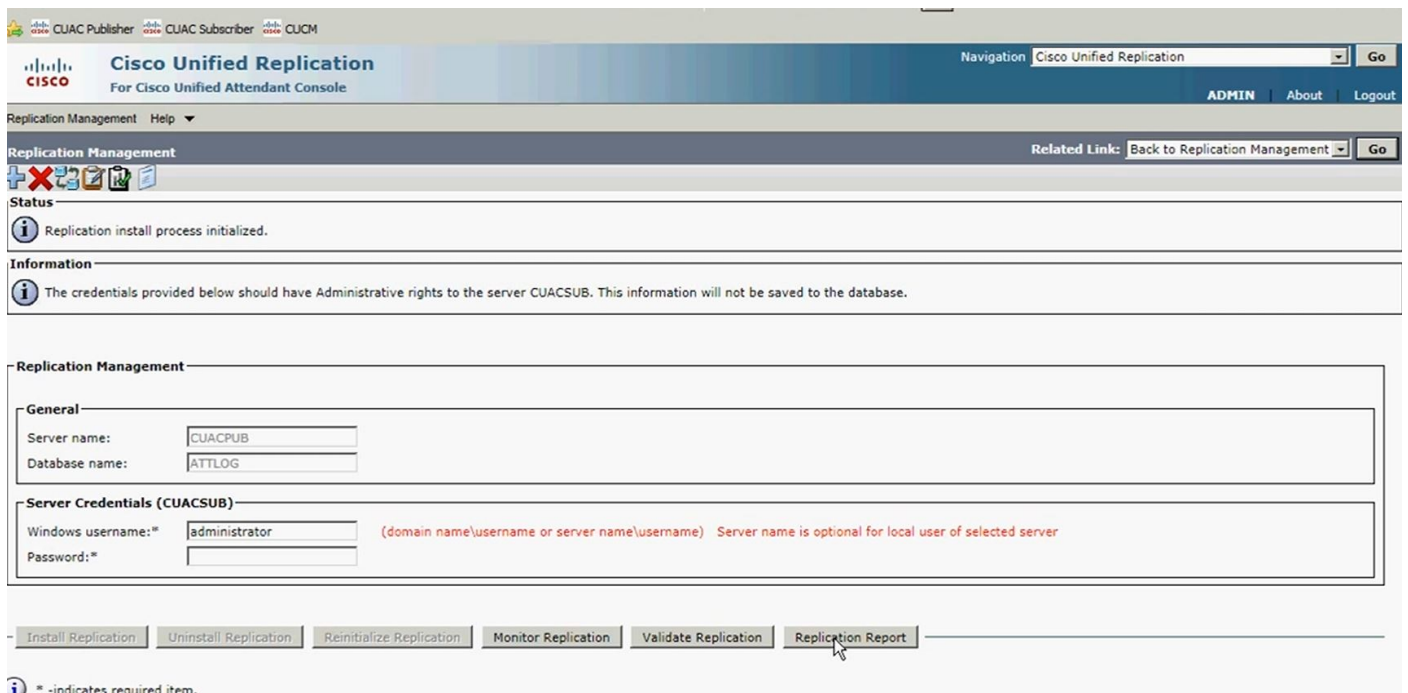 CUAC Publisher CUAC Subscriber CUCM
CISCO
Cisco Unified Replication
For Cisco Unified Attendant Console
Navigation Cisco Unified Replication Go
ADMIN About Logout
Replication Management Help
Replication Management
Related Link: Back to Replication Management Go
Status
Replication install process initialized.
Information
The credentials provided below should have Administrative rights to the server CUACSUB. This information will not be saved to the database.
Replication Management
General
Server name: CUACPUB
Database name: ATTLOG
Server Credentials (CUACSUB)
Windows username:* administrator (domain name\username or server name\username) Server name is optional for local user of selected server
Password:*
Install Replication Uninstall Replication Reinitialize Replication Monitor Replication Validate Replication Replication Report
* -indicates required item.